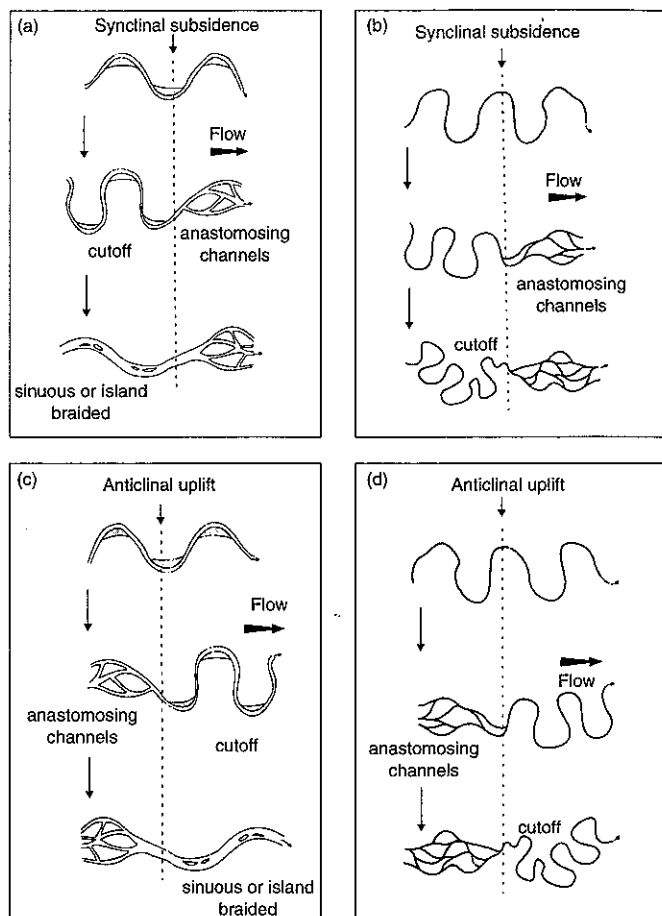 (a)
Synclinal subsidence
Flow
cutoff
anastomosing
channels
sinuous or island
braided
(b)
Synclinal subsidence
Flow
anastomosing
channels
cutoff
(c)
Anticlinal uplift
Flow
anastomosing
channels
cutoff
sinuous or island
braided
(d)
Anticlinal uplift
Flow
anastomosing
channels
cutoff